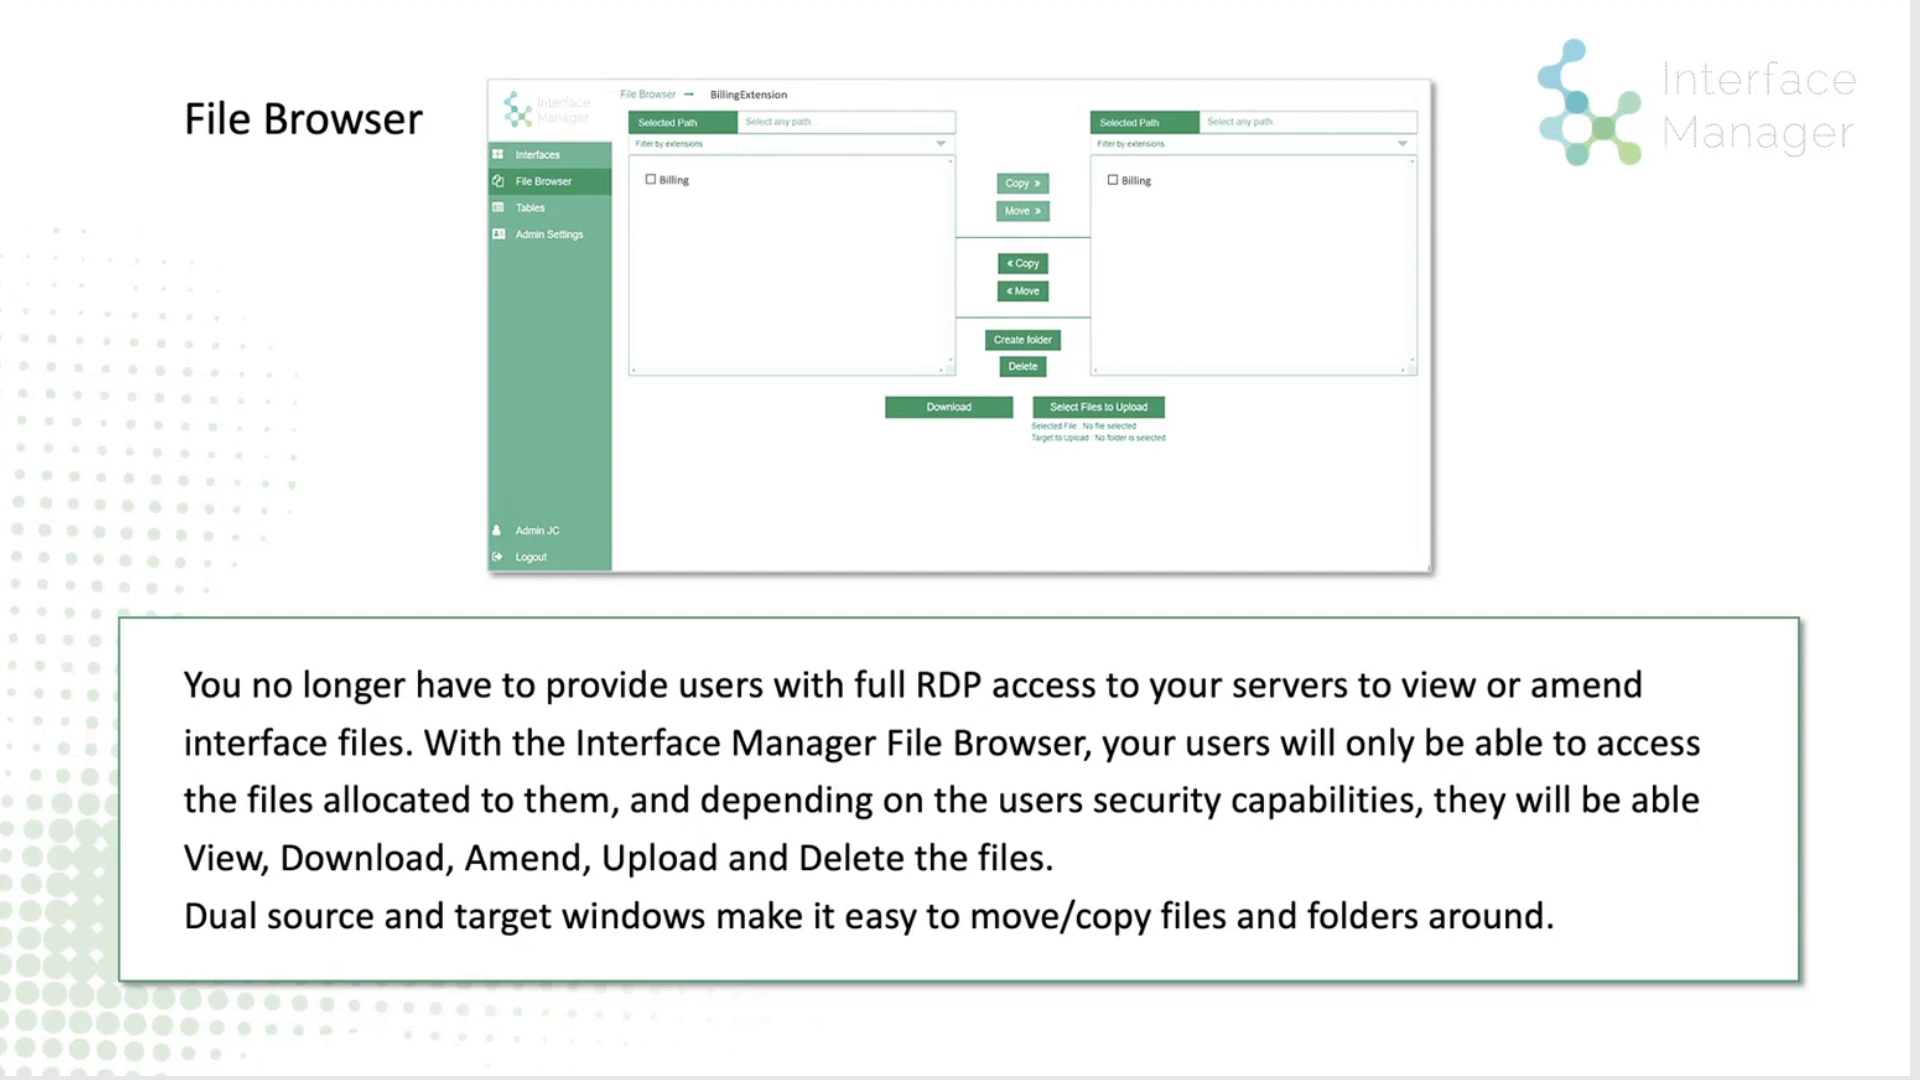 File Browser
Interface
Manager
Interface
Manager
File Browser → BillingExtension
Interfaces
File Browser
Tables
Admin Settings
Admin JC
Logout
Selected Path Select any path
Filter by extensions
Billing
Copy »
Move »
« Copy
« Move
Create folder
Delete
Selected Path Select any path
Filter by extensions
Billing
Download
Select Files to Upload
Selected File : No file selected
Target to Upload : No folder is selected
You no longer have to provide users with full RDP access to your servers to view or amend
interface files. With the Interface Manager File Browser, your users will only be able to access
the files allocated to them, and depending on the users security capabilities, they will be able
View, Download, Amend, Upload and Delete the files.
Dual source and target windows make it easy to move/copy files and folders around.